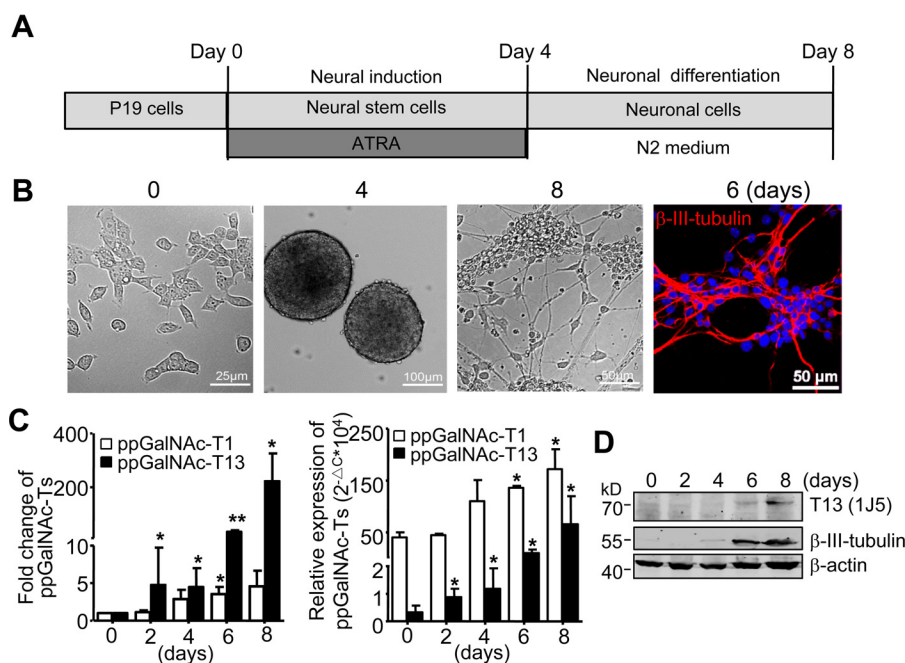 A
Day 0
Day 4
Day 8
Neural induction
Neuronal differentiation
P19 cells
Neural stem cells
Neuronal cells
ATRA
N2 medium
B
0
4
8
6 (days)
β-III-tubulin
25μm
100μm
50μm
50 μm
C
Fold change of
ppGalNAc-Ts
400
200
10
5
0
ppGalNAc-T1
ppGalNAc-T13
*
*
*
**
*
0 2 4 6 8
(days)
Relative expression of
ppGalNAc-Ts (2-△C*104)
250
150
50
2
1
0
ppGalNAc-T1
ppGalNAc-T13
*
*
*
*
*
*
0 2 4 6 8
(days)
D
0 2 4 6 8 (days)
kD
70
T13 (1J5)
55
β-III-tubulin
40
β-actin